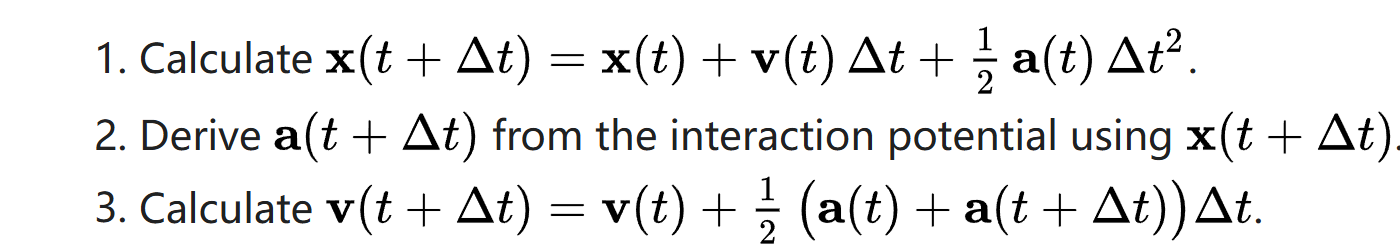 1. Calculate x(t + Δt) = x(t) + v(t) Δt + ½ a(t) Δt².
2. Derive a(t + Δt) from the interaction potential using x(t + Δt).
3. Calculate v(t + Δt) = v(t) + ½ (a(t) + a(t + Δt))Δt.